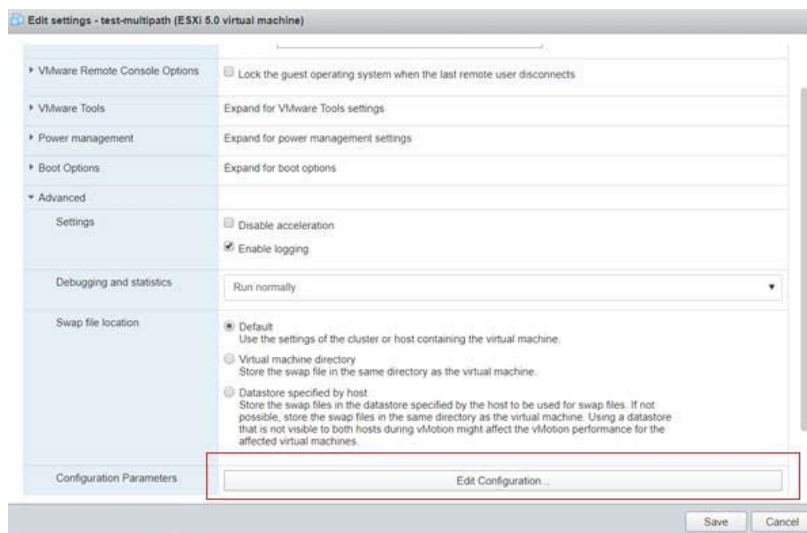 Edit settings - test-multipath (ESXi 5.0 virtual machine)
VMware Remote Console Options
Lock the guest operating system when the last remote user disconnects
VMware Tools
Expand for VMware Tools settings
Power management
Expand for power management settings
Boot Options
Expand for boot options
Advanced
Settings
Disable acceleration
Enable logging
Debugging and statistics
Run normally
Swap file location
Default
Use the settings of the cluster or host containing the virtual machine.
Virtual machine directory
Store the swap file in the same directory as the virtual machine.
Datastore specified by host
Store the swap files in the datastore specified by the host to be used for swap files. If not
possible, store the swap files in the same directory as the virtual machine. Using a datastore
that is not visible to both hosts during vMotion might affect the vMotion performance for the
affected virtual machines.
Configuration Parameters
Edit Configuration...
Save
Cancel